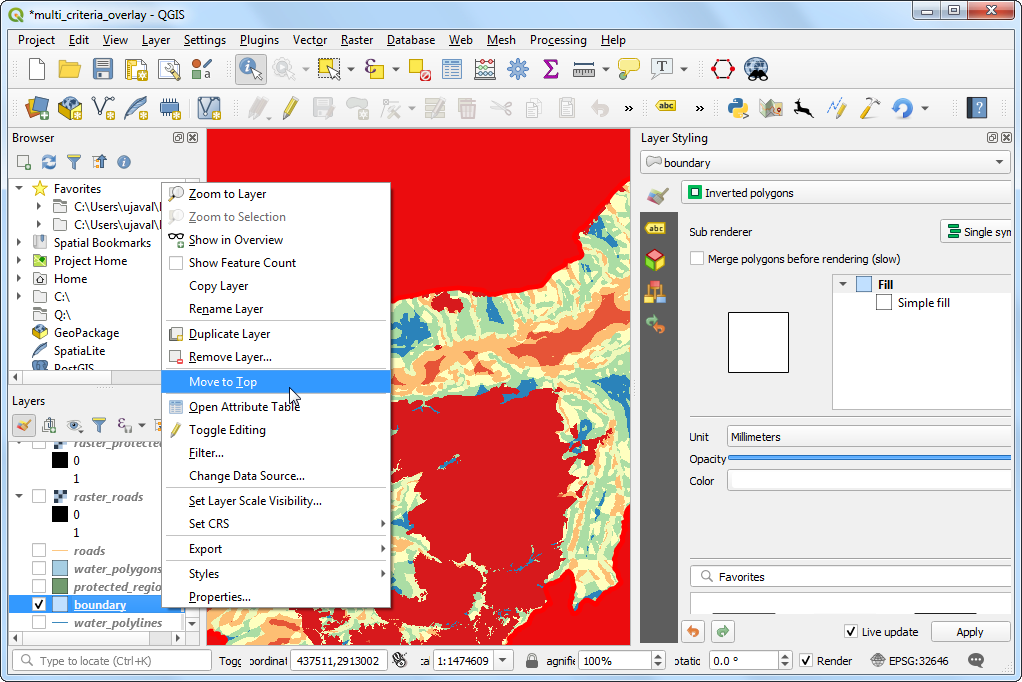 *multi_criteria_overlay - QGIS
Project Edit View Layer Settings Plugins Vector Raster Database Web Mesh Processing Help
abc
Browser
Favorites
C:\Users\ujaval\
C:\Users\ujaval\
Spatial Bookmarks
Project Home
Home
C:\
Q:\
GeoPackage
SpatiaLite
PostGIS
Layers
raster_protected
0
1
raster_roads
0
1
roads
water_polygons
protected_regio
boundary
water_polylines
Zoom to Layer
Zoom to Selection
Show in Overview
Show Feature Count
Copy Layer
Rename Layer
Duplicate Layer
Remove Layer...
Move to Top
Open Attribute Table
Toggle Editing
Filter...
Change Data Source...
Set Layer Scale Visibility...
Set CRS
Export
Styles
Properties...
Layer Styling
boundary
abc
Inverted polygons
Sub renderer
Single syn
Merge polygons before rendering (slow)
Fill
Simple fill
Unit Millimeters
Opacity
Color
Favorites
Live update Apply
Type to locate (Ctrl+K) Togg oordinat 437511,2913002 :a 1:1474609 agnifie 100% otatic 0.0 ° Render EPSG:32646